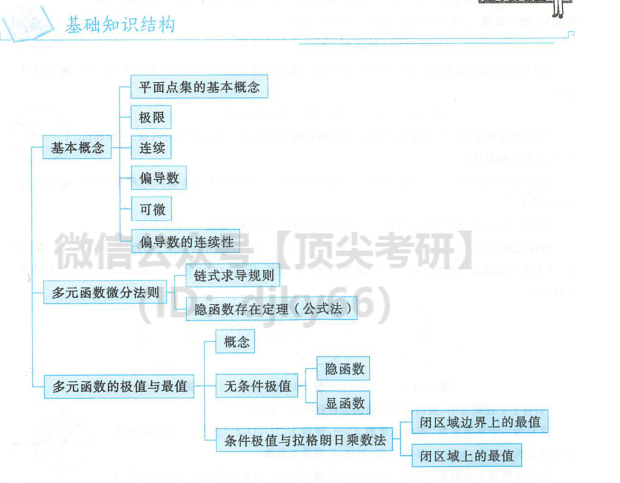 基础知识结构
平面点集的基本概念
极限
基本概念
连续
偏导数
可微
偏导数的连续性
微信公众号【顶尖考研】
链式求导规则
多元函数微分法则
隐函数存在定理(公式法)
(ID: djky66)
概念
隐函数
多元函数的极值与最值
无条件极值
显函数
闭区域边界上的最值
条件极值与拉格朗日乘数法
闭区域上的最值